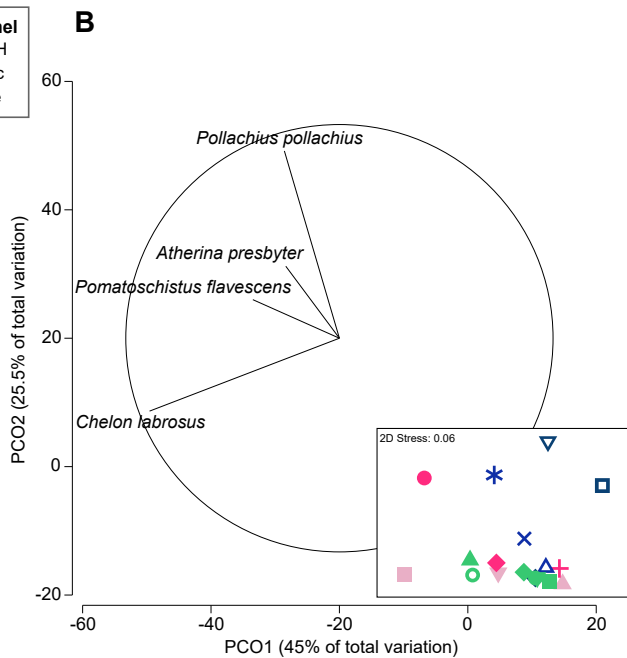 B
60
40
20
0
-20
-60
-40
-20
0
20
PCO2 (25.5% of total variation)
PCO1 (45% of total variation)
Pollachius pollachius
Atherina presbyter
Pomatoschistus flavescens
Chelon labrosus
2D Stress: 0.06